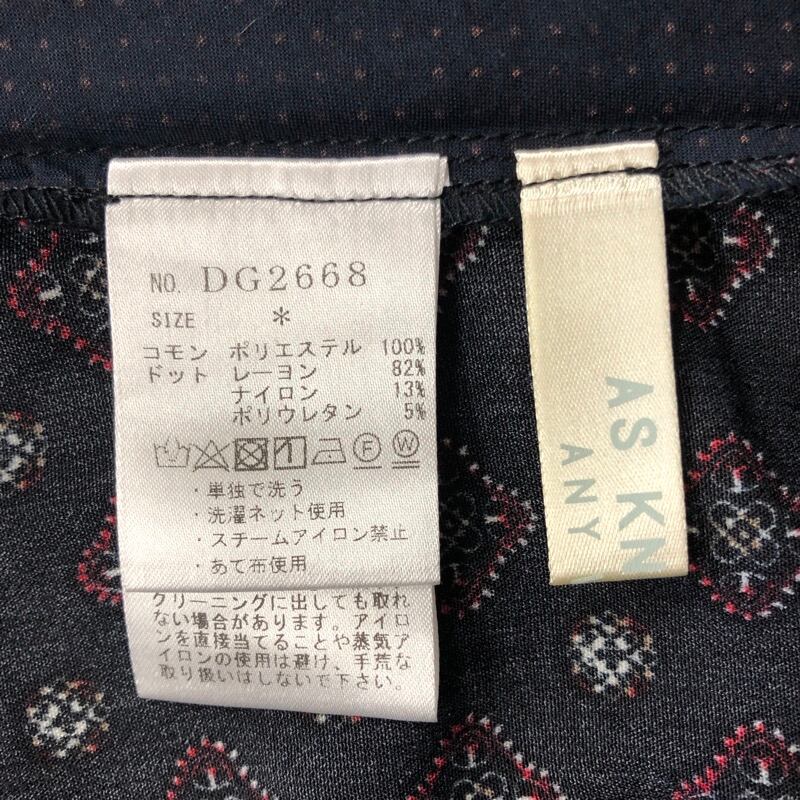 NO. DG2668
SIZE *
コモン ポリエステル 100%
ドット レーヨン 82%
ナイロン 13%
ポリウレタン 5%
F W
・単独で洗う
・洗濯ネット使用
・スチームアイロン禁止
・あて布使用
クリーニングに出しても取れ
ない場合があります。アイロ
ンを直接当てることや蒸気ア
イロンの使用は避け、手荒な
取り扱いはしないで下さい。
AS KN
ANY